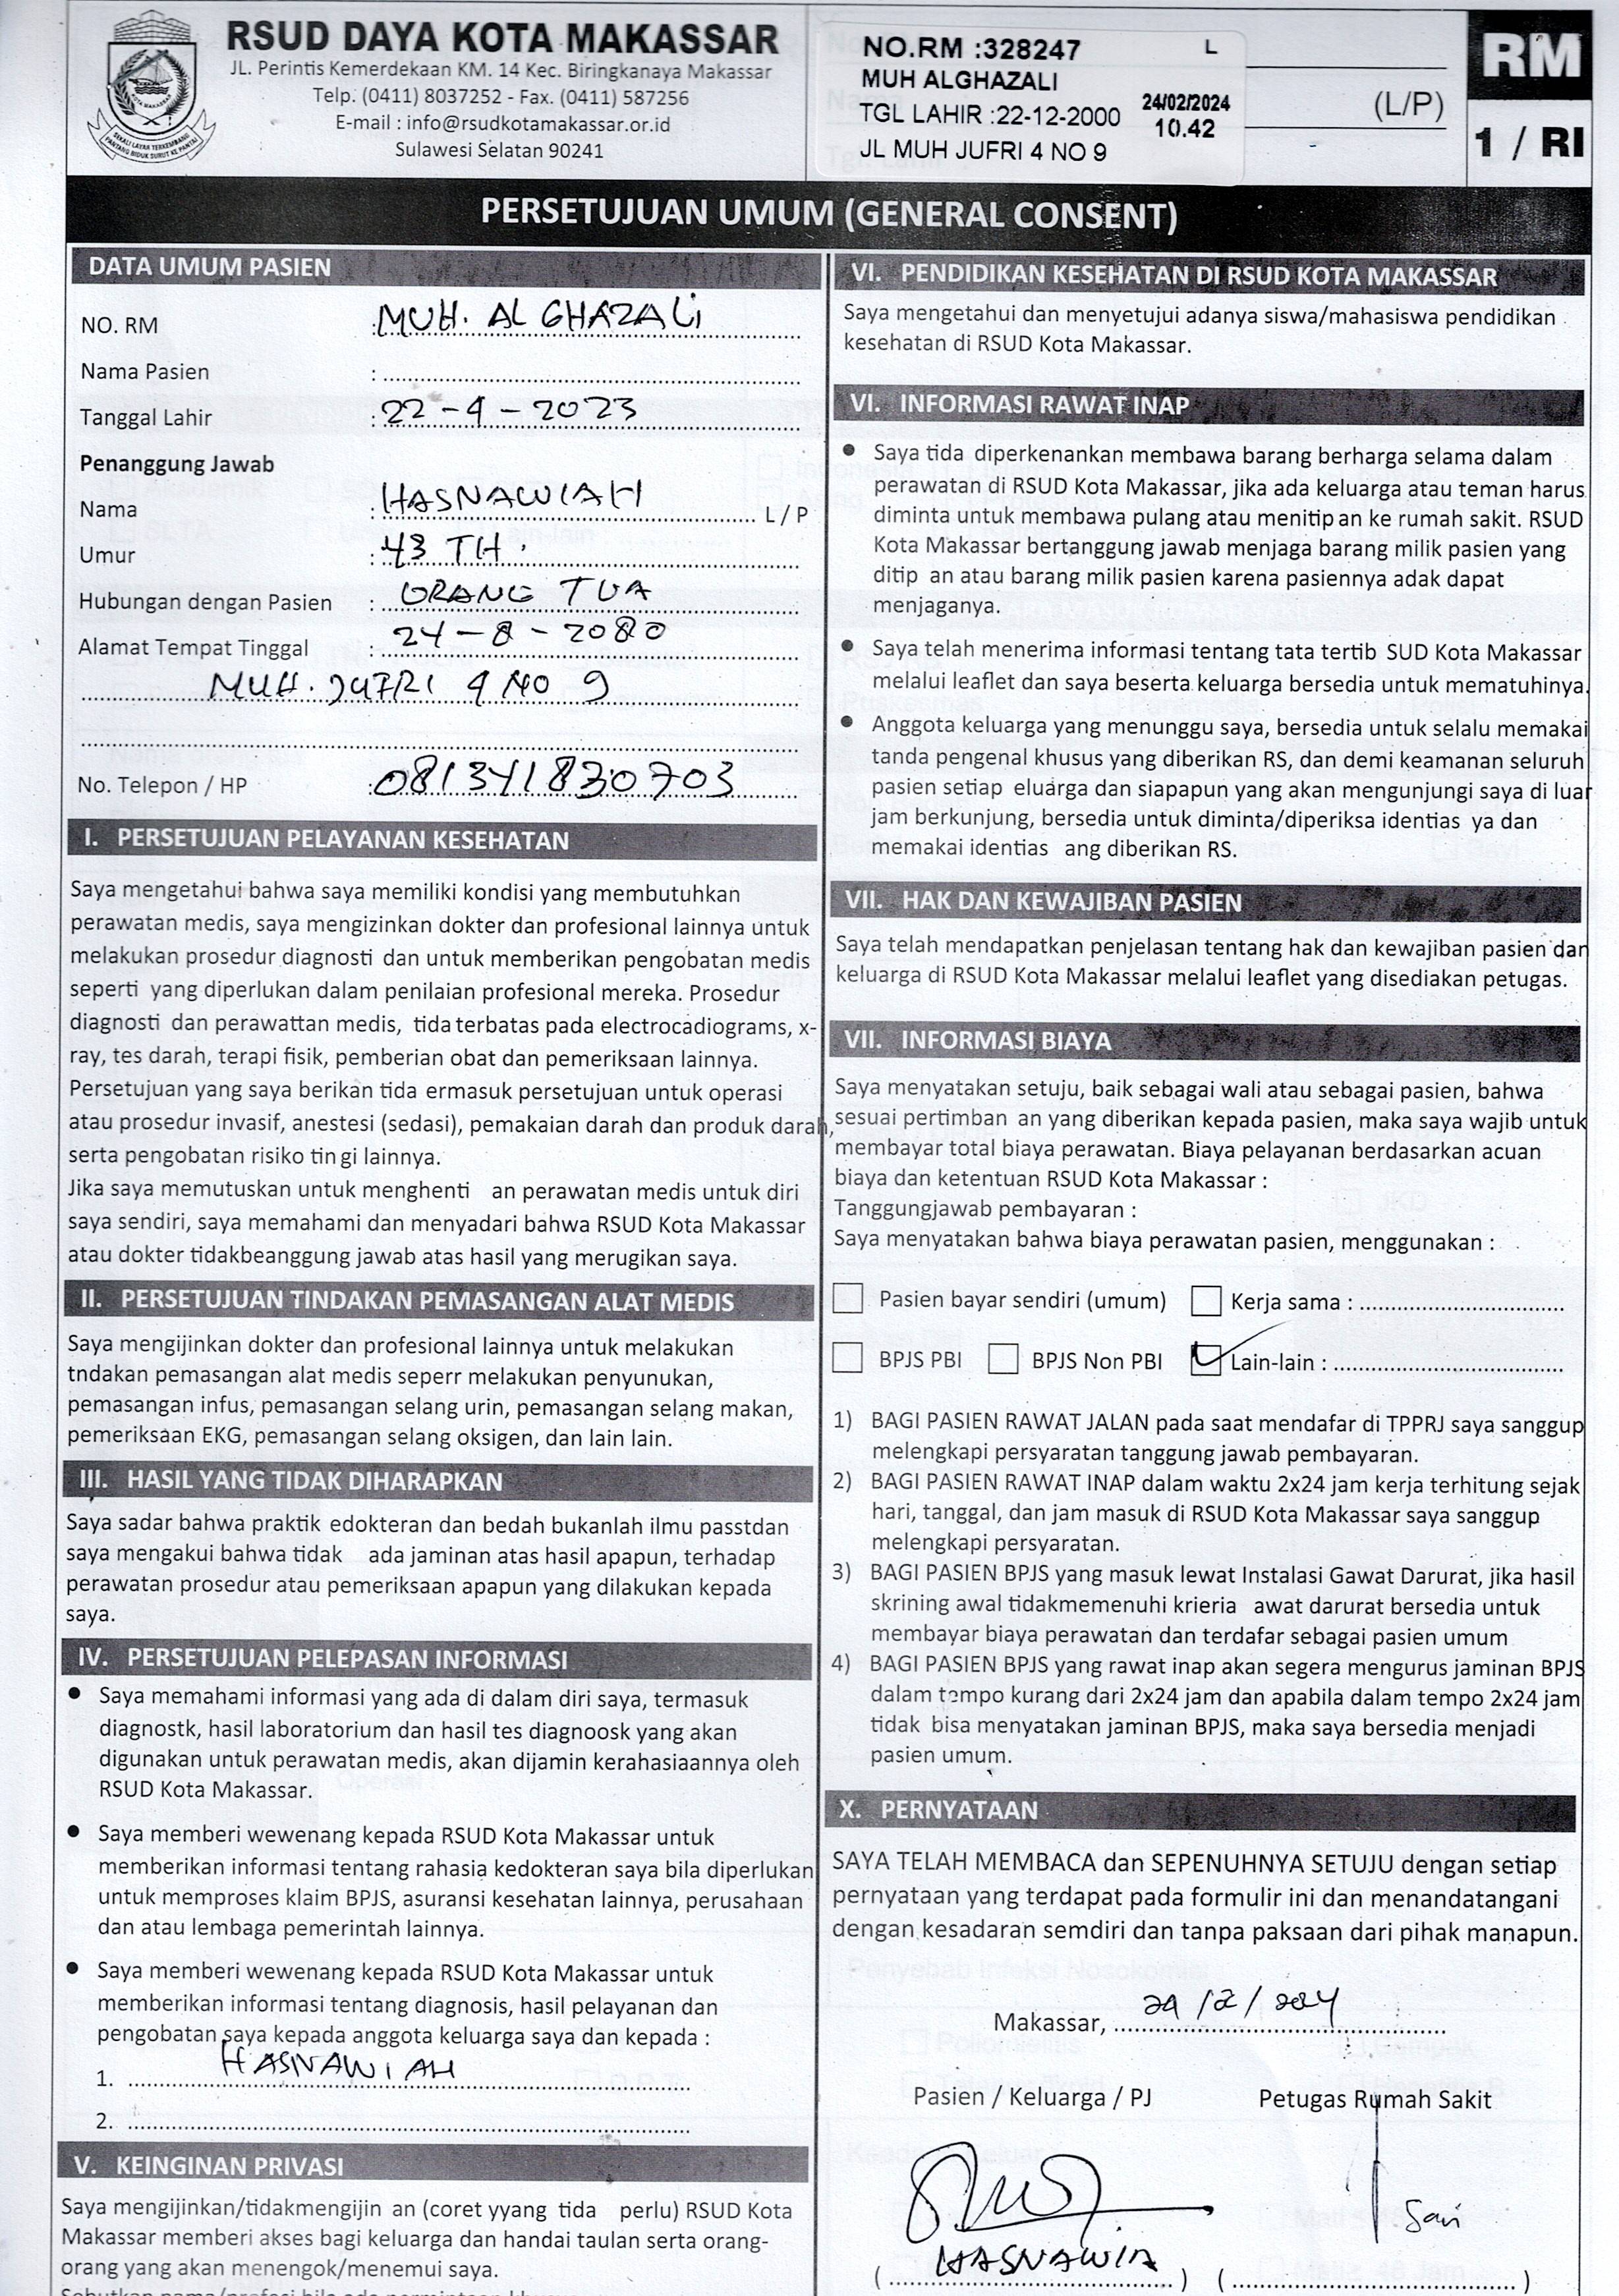 RSUD DAYA KOTA MAKASSAR
JL. Perintis Kemerdekaan KM. 14 Kec. Biringkanaya Makassar
Telp. (0411) 8037252 - Fax. (0411) 587256
E-mail : info@rsudkotamakassar.or.id
Sulawesi Selatan 90241
NO.RM :328247 L
MUH ALGHAZALI
TGL LAHIR :22-12-2000 24/02/2024
10.42
JL MUH JUFRI 4 NO 9
(L/P)
RM
1 / RI
PERSETUJUAN UMUM (GENERAL CONSENT)
DATA UMUM PASIEN
NO. RM : MUH. AL GHAZALI
Nama Pasien :
Tanggal Lahir : 22-4-2023
Penanggung Jawab
Nama : HASNAWIAH L / P
Umur : 43 TH.
Hubungan dengan Pasien : ORANG TUA
Alamat Tempat Tinggal : 24-8-2080
MUH. JUFRI 4 NO 9
No. Telepon / HP : 081341830703
I. PERSETUJUAN PELAYANAN KESEHATAN
Saya mengetahui bahwa saya memiliki kondisi yang membutuhkan
perawatan medis, saya mengizinkan dokter dan profesional lainnya untuk
melakukan prosedur diagnosti dan untuk memberikan pengobatan medis
seperti yang diperlukan dalam penilaian profesional mereka. Prosedur
diagnosti dan perawattan medis, tida terbatas pada electrocadiograms, x-
ray, tes darah, terapi fisik, pemberian obat dan pemeriksaan lainnya.
Persetujuan yang saya berikan tida ermasuk persetujuan untuk operasi
atau prosedur invasif, anestesi (sedasi), pemakaian darah dan produk darah,
serta pengobatan risiko tin gi lainnya.
Jika saya memutuskan untuk menghenti an perawatan medis untuk diri
saya sendiri, saya memahami dan menyadari bahwa RSUD Kota Makassar
atau dokter tidakbeanggung jawab atas hasil yang merugikan saya.
II. PERSETUJUAN TINDAKAN PEMASANGAN ALAT MEDIS
Saya mengijinkan dokter dan profesional lainnya untuk melakukan
tndakan pemasangan alat medis seperr melakukan penyunukan,
pemasangan infus, pemasangan selang urin, pemasangan selang makan,
pemeriksaan EKG, pemasangan selang oksigen, dan lain lain.
III. HASIL YANG TIDAK DIHARAPKAN
Saya sadar bahwa praktik edokteran dan bedah bukanlah ilmu passtdan
saya mengakui bahwa tidak ada jaminan atas hasil apapun, terhadap
perawatan prosedur atau pemeriksaan apapun yang dilakukan kepada
saya.
IV. PERSETUJUAN PELEPASAN INFORMASI
● Saya memahami informasi yang ada di dalam diri saya, termasuk
diagnostk, hasil laboratorium dan hasil tes diagnoosk yang akan
digunakan untuk perawatan medis, akan dijamin kerahasiaannya oleh
RSUD Kota Makassar.
● Saya memberi wewenang kepada RSUD Kota Makassar untuk
memberikan informasi tentang rahasia kedokteran saya bila diperlukan
untuk memproses klaim BPJS, asuransi kesehatan lainnya, perusahaan
dan atau lembaga pemerintah lainnya.
● Saya memberi wewenang kepada RSUD Kota Makassar untuk
memberikan informasi tentang diagnosis, hasil pelayanan dan
pengobatan saya kepada anggota keluarga saya dan kepada :
1. HASNAWIAH
2.
V. KEINGINAN PRIVASI
Saya mengijinkan/tidakmengijin an (coret yyang tida perlu) RSUD Kota
Makassar memberi akses bagi keluarga dan handai taulan serta orang-
orang yang akan menengok/menemui saya.
VI. PENDIDIKAN KESEHATAN DI RSUD KOTA MAKASSAR
Saya mengetahui dan menyetujui adanya siswa/mahasiswa pendidikan
kesehatan di RSUD Kota Makassar.
VI. INFORMASI RAWAT INAP
● Saya tida diperkenankan membawa barang berharga selama dalam
perawatan di RSUD Kota Makassar, jika ada keluarga atau teman harus
diminta untuk membawa pulang atau menitip an ke rumah sakit. RSUD
Kota Makassar bertanggung jawab menjaga barang milik pasien yang
ditip an atau barang milik pasien karena pasiennya adak dapat
menjaganya.
● Saya telah menerima informasi tentang tata tertib SUD Kota Makassar
melalui leaflet dan saya beserta keluarga bersedia untuk mematuhinya.
● Anggota keluarga yang menunggu saya, bersedia untuk selalu memakai
tanda pengenal khusus yang diberikan RS, dan demi keamanan seluruh
pasien setiap eluarga dan siapapun yang akan mengunjungi saya di luar
jam berkunjung, bersedia untuk diminta/diperiksa identias ya dan
memakai identias ang diberikan RS.
VII. HAK DAN KEWAJIBAN PASIEN
Saya telah mendapatkan penjelasan tentang hak dan kewajiban pasien dan
keluarga di RSUD Kota Makassar melalui leaflet yang disediakan petugas.
VII. INFORMASI BIAYA
Saya menyatakan setuju, baik sebagai wali atau sebagai pasien, bahwa
sesuai pertimban an yang diberikan kepada pasien, maka saya wajib untuk
membayar total biaya perawatan. Biaya pelayanan berdasarkan acuan
biaya dan ketentuan RSUD Kota Makassar :
Tanggungjawab pembayaran :
Saya menyatakan bahwa biaya perawatan pasien, menggunakan :
Pasien bayar sendiri (umum) Kerja sama :
BPJS PBI BPJS Non PBI Lain-lain :
1) BAGI PASIEN RAWAT JALAN pada saat mendafar di TPPRJ saya sanggup
melengkapi persyaratan tanggung jawab pembayaran.
2) BAGI PASIEN RAWAT INAP dalam waktu 2x24 jam kerja terhitung sejak
hari, tanggal, dan jam masuk di RSUD Kota Makassar saya sanggup
melengkapi persyaratan.
3) BAGI PASIEN BPJS yang masuk lewat Instalasi Gawat Darurat, jika hasil
skrining awal tidakmemenuhi krieria awat darurat bersedia untuk
membayar biaya perawatan dan terdafar sebagai pasien umum
4) BAGI PASIEN BPJS yang rawat inap akan segera mengurus jaminan BPJS
dalam tempo kurang dari 2x24 jam dan apabila dalam tempo 2x24 jam
tidak bisa menyatakan jaminan BPJS, maka saya bersedia menjadi
pasien umum.
X. PERNYATAAN
SAYA TELAH MEMBACA dan SEPENUHNYA SETUJU dengan setiap
pernyataan yang terdapat pada formulir ini dan menandatangani
dengan kesadaran semdiri dan tanpa paksaan dari pihak manapun.
Makassar, 24/2/2024
Pasien / Keluarga / PJ Petugas Rumah Sakit
Sari
( HASNAWIA ) ( )